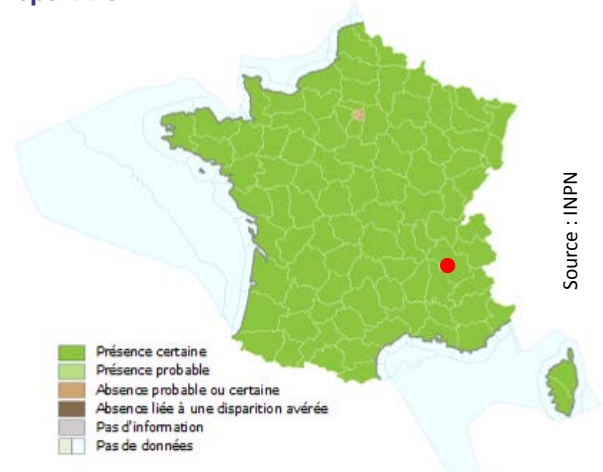 Source : INPN
Présence certaine
Présence probable
Absence probable ou certaine
Absence liée à une disparition avérée
Pas d'information
Pas de données